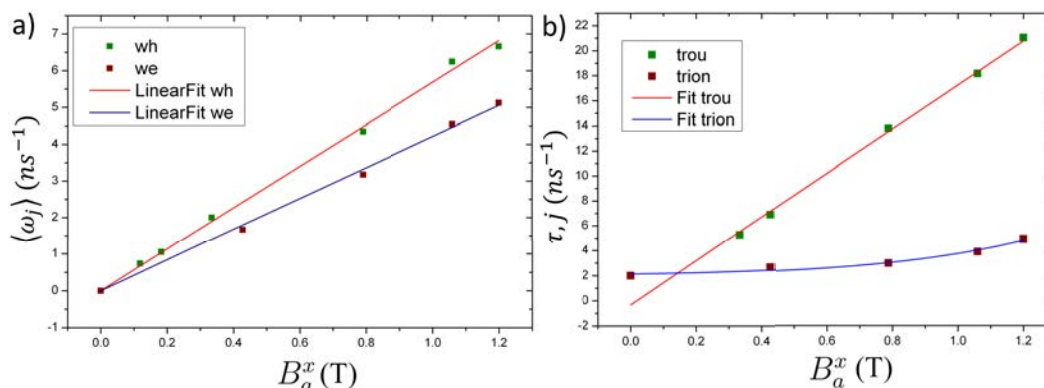 a)
wh
we
LinearFit wh
LinearFit we
⟨ω_j⟩ (ns⁻¹)
7
6
5
4
3
2
1
0
-1
0.0 0.2 0.4 0.6 0.8 1.0 1.2
B_a^x (T)
b)
trou
trion
Fit trou
Fit trion
τ,j (ns⁻¹)
22
20
18
16
14
12
10
8
6
4
2
0
-2
0.0 0.2 0.4 0.6 0.8 1.0 1.2
B_a^x (T)